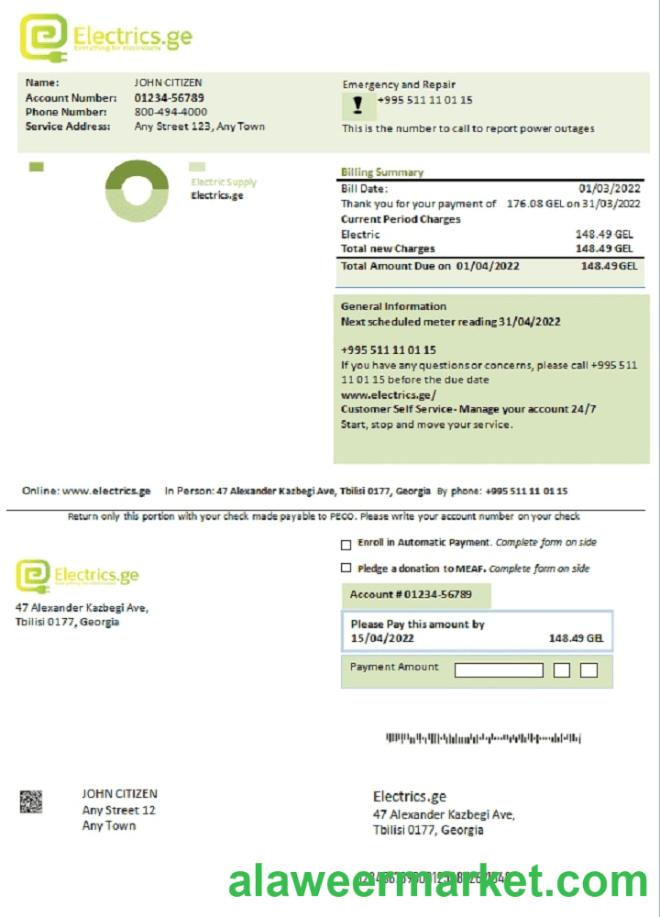 Electrics.ge
Everything for electricians
Name: JOHN CITIZEN
Account Number: 01234-56789
Phone Number: 800-494-4000
Service Address: Any Street 123, Any Town
Emergency and Repair
! +995 511 11 01 15
This is the number to call to report power outages
Electric Supply
Electrics.ge
Billing Summary
Bill Date: 01/03/2022
Thank you for your payment of 176.08 GEL on 31/03/2022
Current Period Charges
Electric 148.49 GEL
Total new Charges 148.49 GEL
Total Amount Due on 01/04/2022 148.49 GEL
General Information
Next scheduled meter reading 31/04/2022
+995 511 11 01 15
If you have any questions or concerns, please call +995 511
11 01 15 before the due date
www.electrics.ge/
Customer Self Service- Manage your account 24/7
Start, stop and move your service.
Online: www.electrics.ge In Person: 47 Alexander Kazbegi Ave, Tbilisi 0177, Georgia By phone: +995 511 11 01 15
Return only this portion with your check made payable to PECO. Please write your account number on your check
Enroll in Automatic Payment. Complete form on side
Pledge a donation to MEAF. Complete form on side
Electrics.ge
47 Alexander Kazbegi Ave,
Tbilisi 0177, Georgia
Account # 01234-56789
Please Pay this amount by
15/04/2022 148.49 GEL
Payment Amount
JOHN CITIZEN
Any Street 12
Any Town
Electrics.ge
47 Alexander Kazbegi Ave,
Tbilisi 0177, Georgia
alaweermarket.com